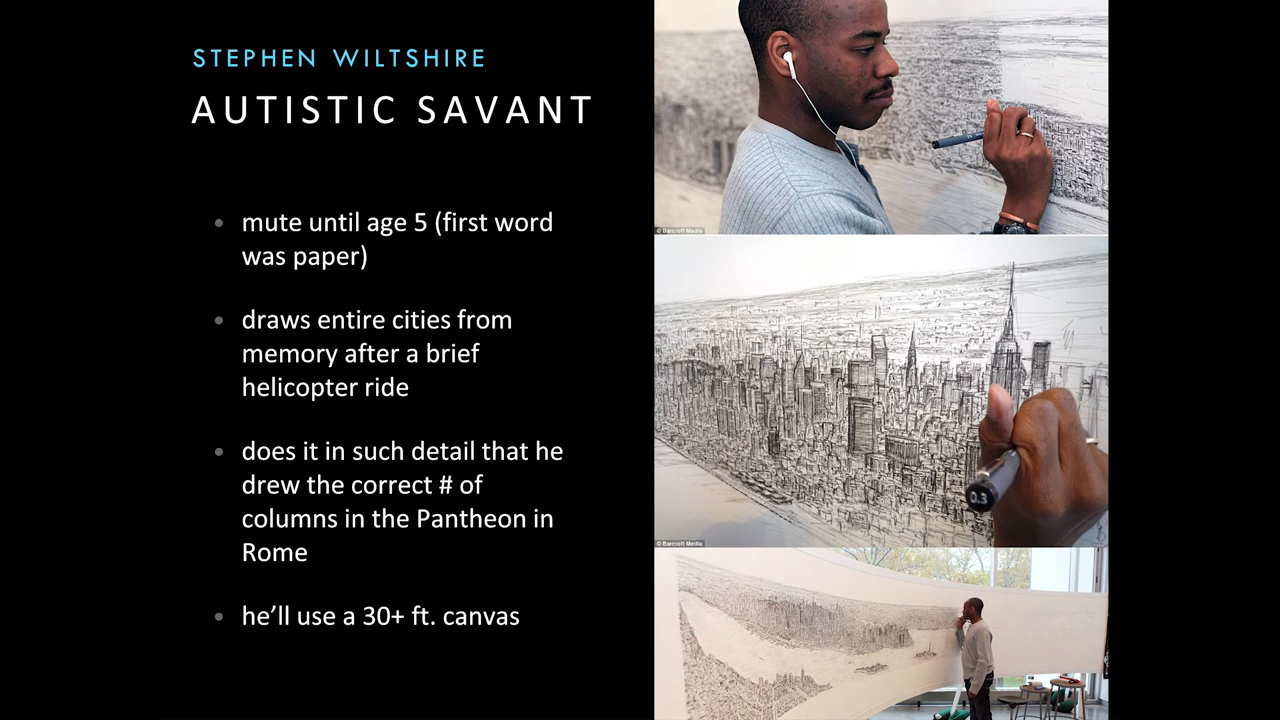 STEPHEN WILTSHIRE
AUTISTIC SAVANT
• mute until age 5 (first word
was paper)
• draws entire cities from
memory after a brief
helicopter ride
• does it in such detail that he
drew the correct # of
columns in the Pantheon in
Rome
• he’ll use a 30+ ft. canvas
© Barcroft Media
0.3
© Barcroft Media